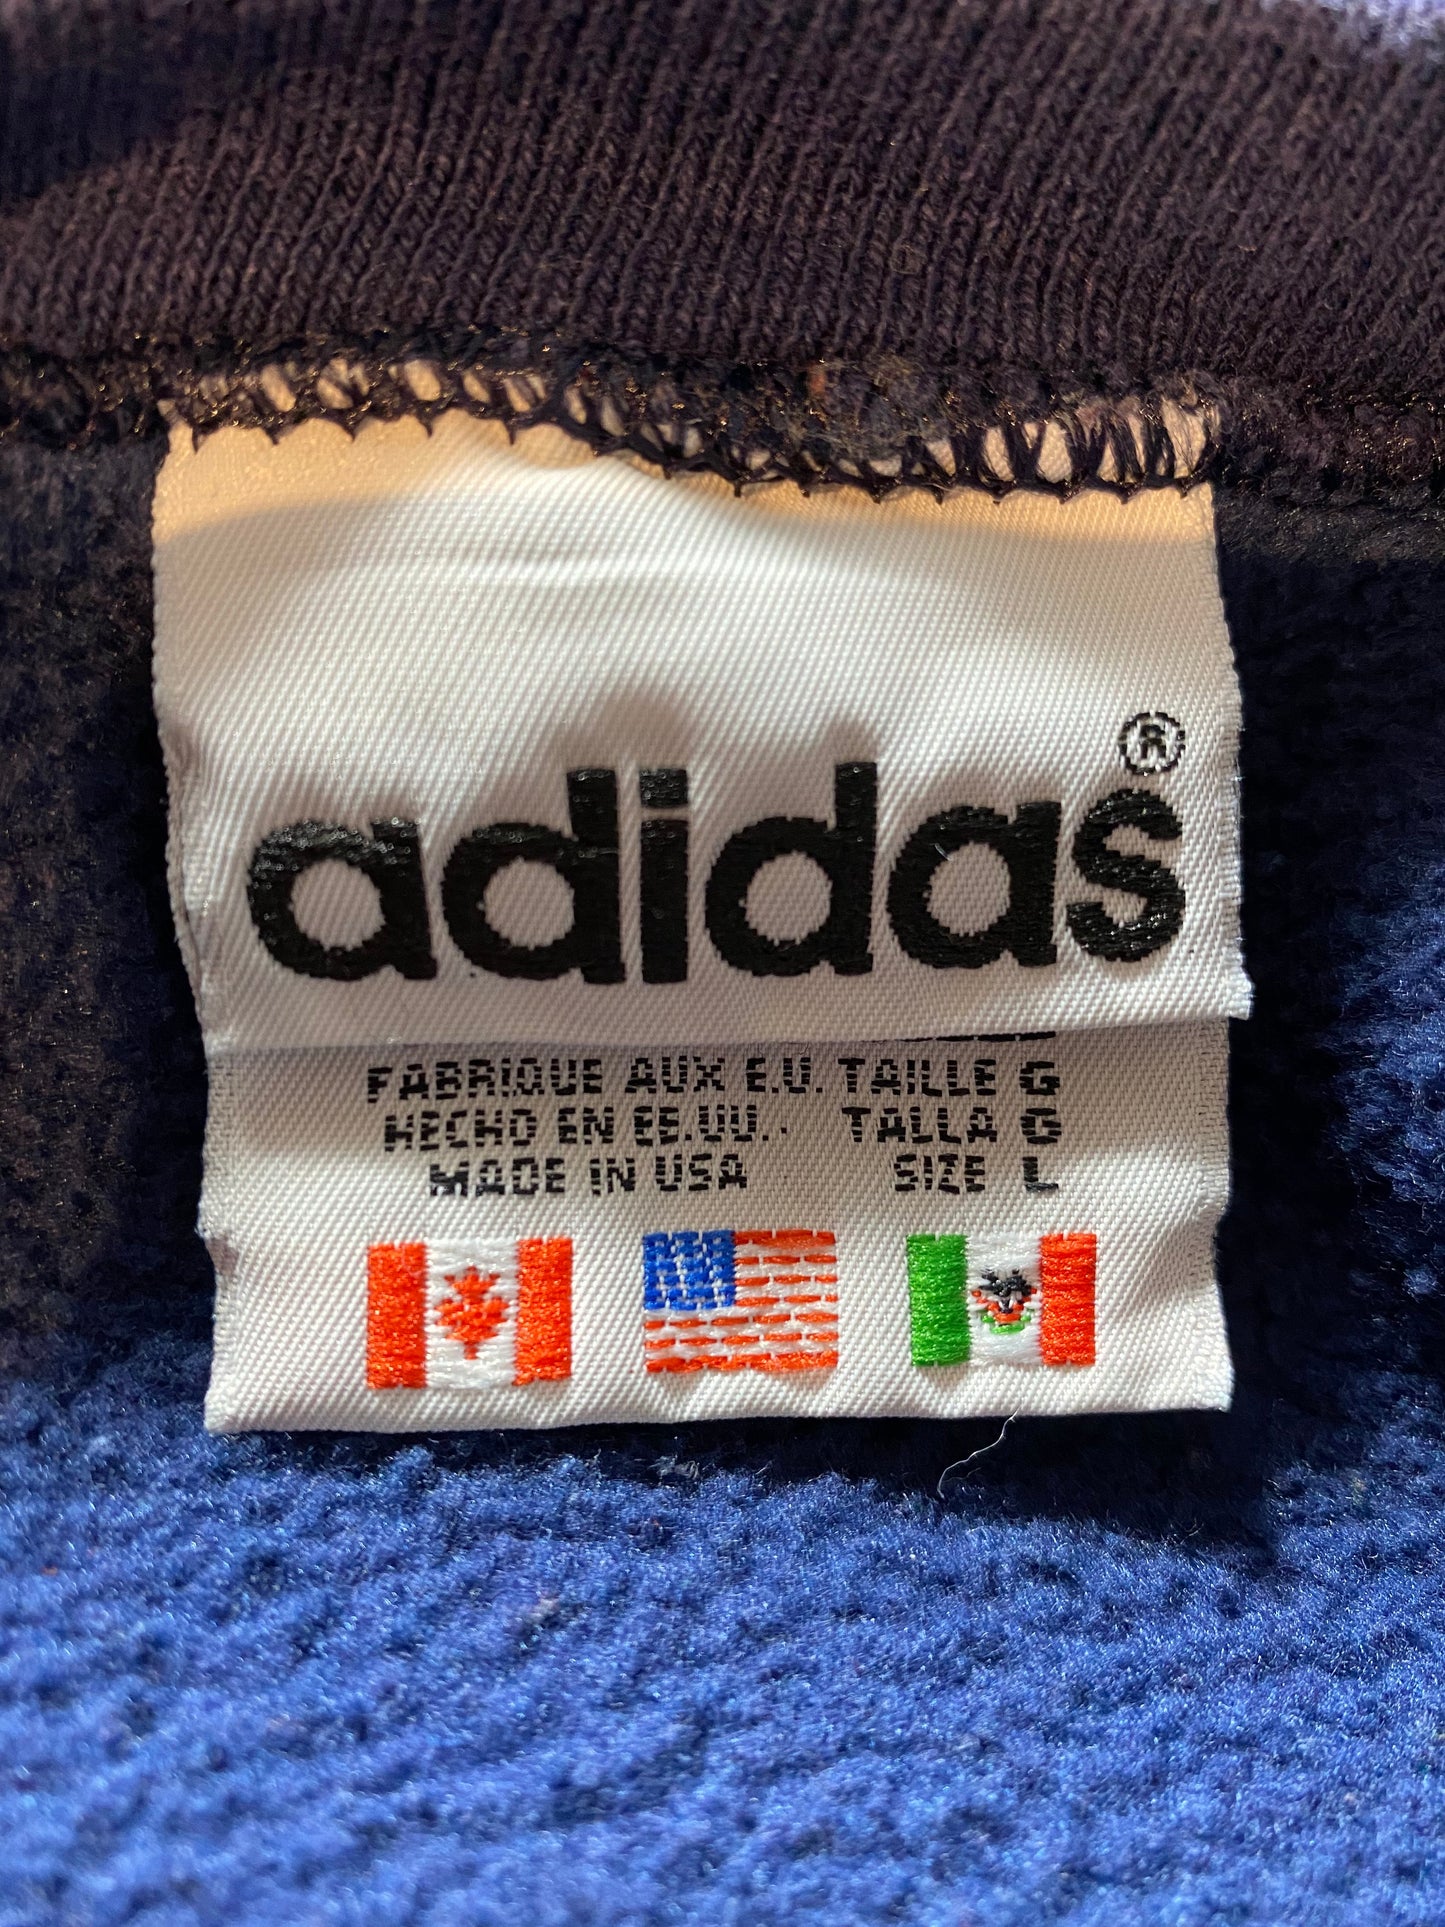 adidas®
FABRIQUE AUX E.U. TAILLE G
HECHO EN EE.UU. TALLA G
MADE IN USA SIZE L